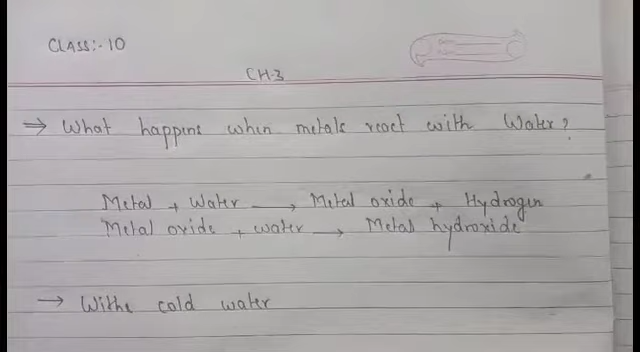 CLASS:- 10
CH-3
⇒ What happens when metals react with Water?
Metal + Water → Metal oxide + Hydrogen
Metal oxide + water → Metal hydroxide
→ Withe cold water